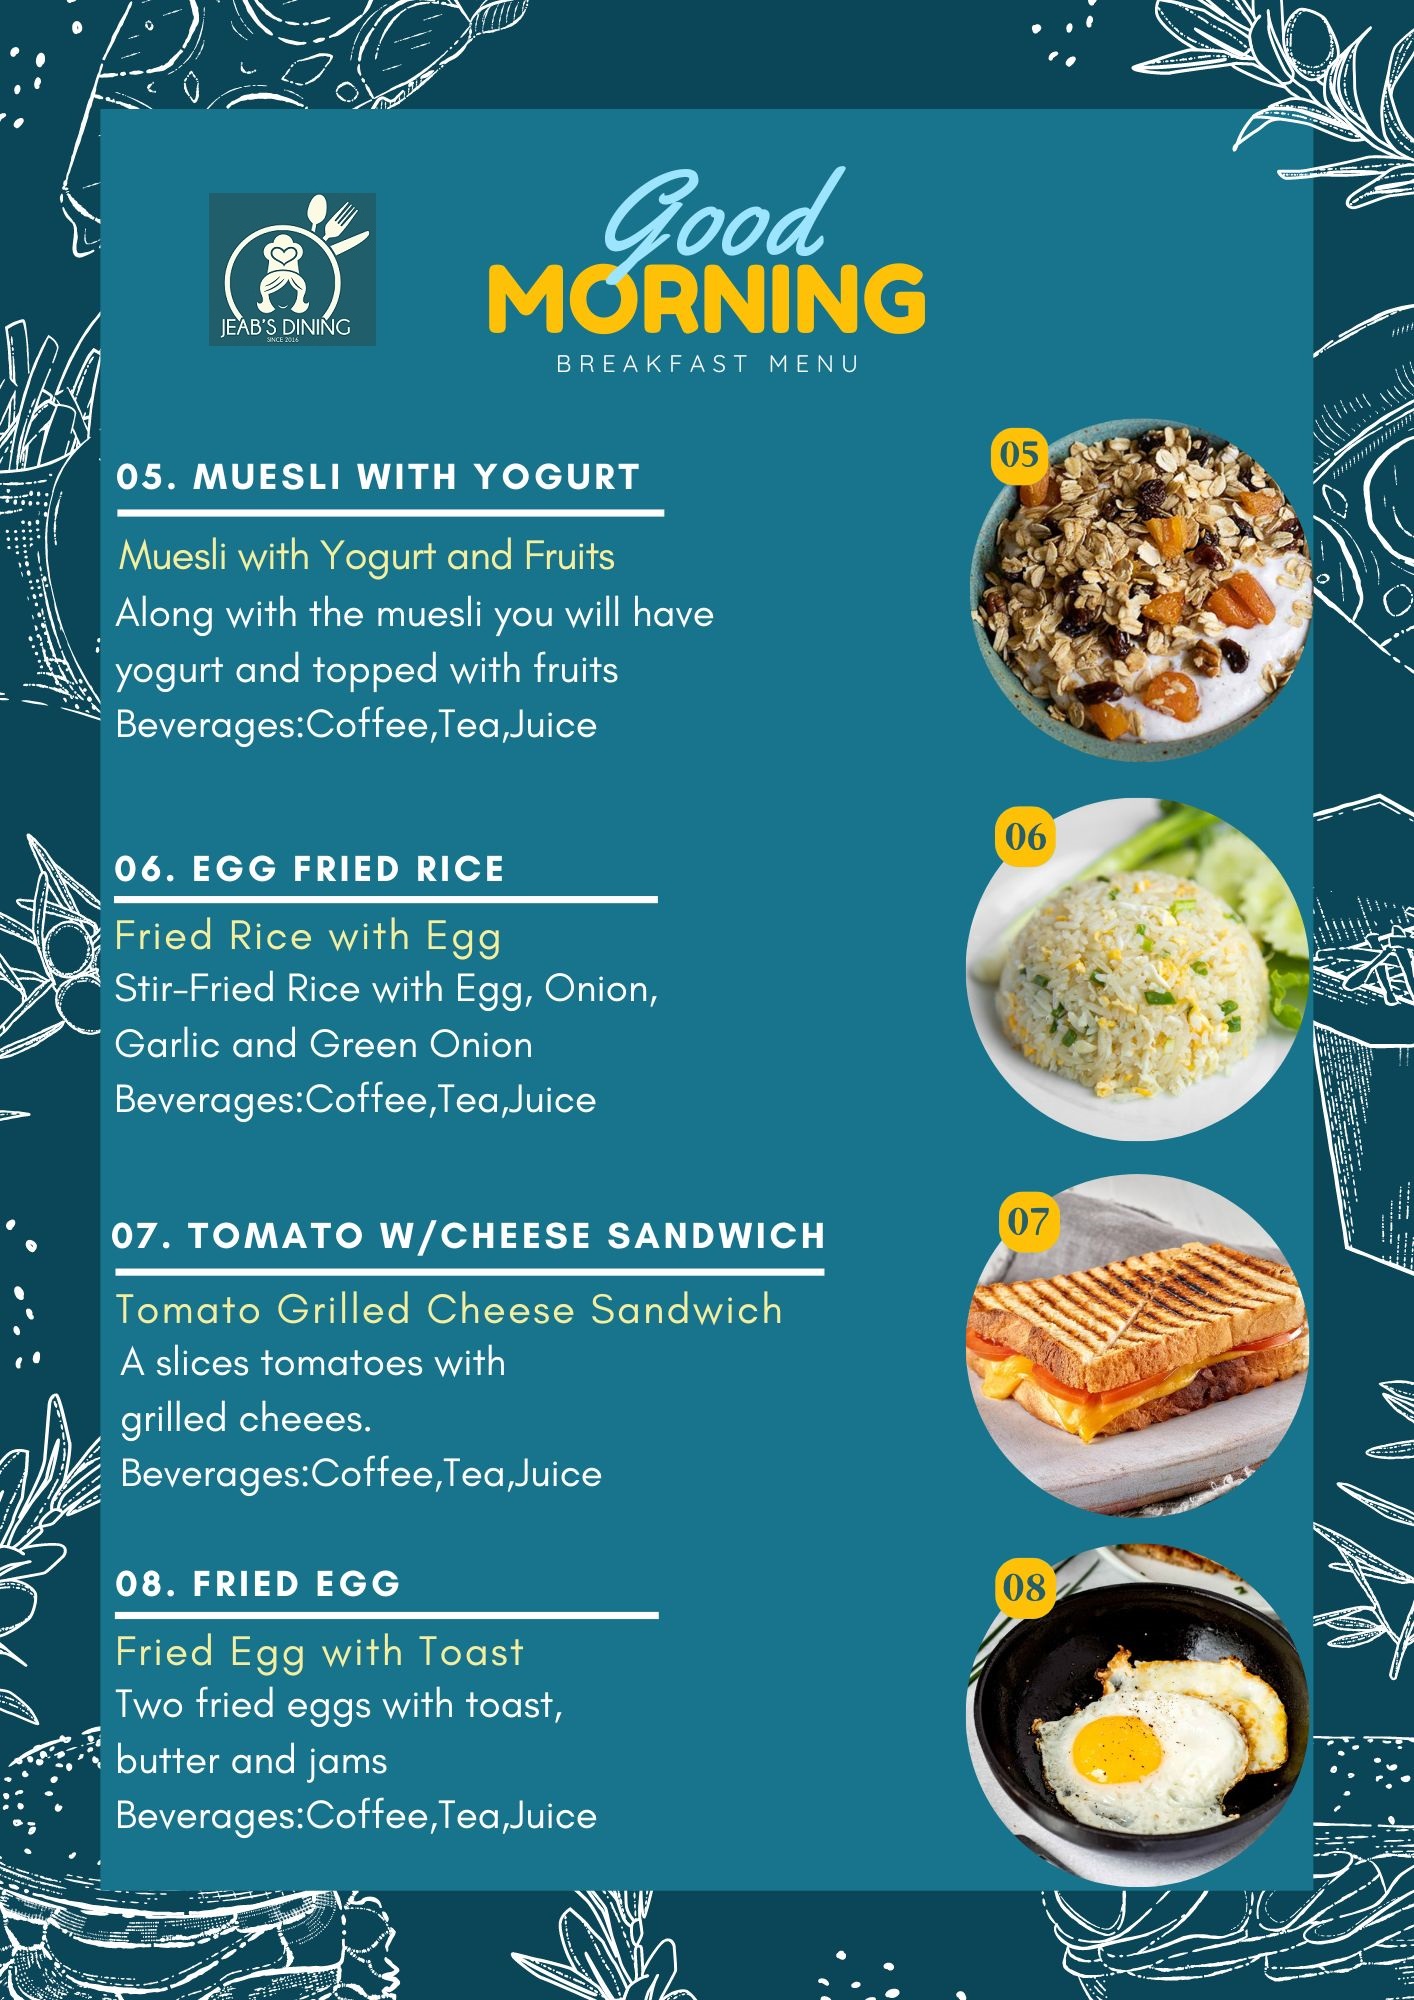 JEAB'S DINING
SINCE 2016
Good
MORNING
BREAKFAST MENU
05. MUESLI WITH YOGURT
05
Muesli with Yogurt and Fruits
Along with the muesli you will have
yogurt and topped with fruits
Beverages:Coffee,Tea,Juice
06. EGG FRIED RICE
06
Fried Rice with Egg
Stir-Fried Rice with Egg, Onion,
Garlic and Green Onion
Beverages:Coffee,Tea,Juice
07. TOMATO W/CHEESE SANDWICH
07
Tomato Grilled Cheese Sandwich
A slices tomatoes with
grilled cheees.
Beverages:Coffee,Tea,Juice
08. FRIED EGG
08
Fried Egg with Toast
Two fried eggs with toast,
butter and jams
Beverages:Coffee,Tea,Juice